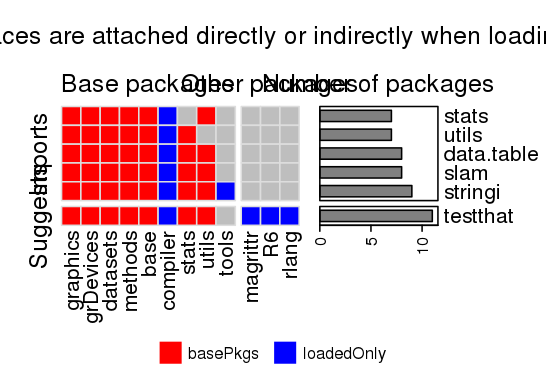 aces are attached directly or indirectly when loadin
Base packages
Other packages
Number of packages
Imports
Suggests
stats
utils
data.table
slam
stringi
testthat
graphics
grDevices
datasets
methods
base
compiler
stats
utils
tools
magrittr
R6
rlang
0
5
10
basePkgs
loadedOnly